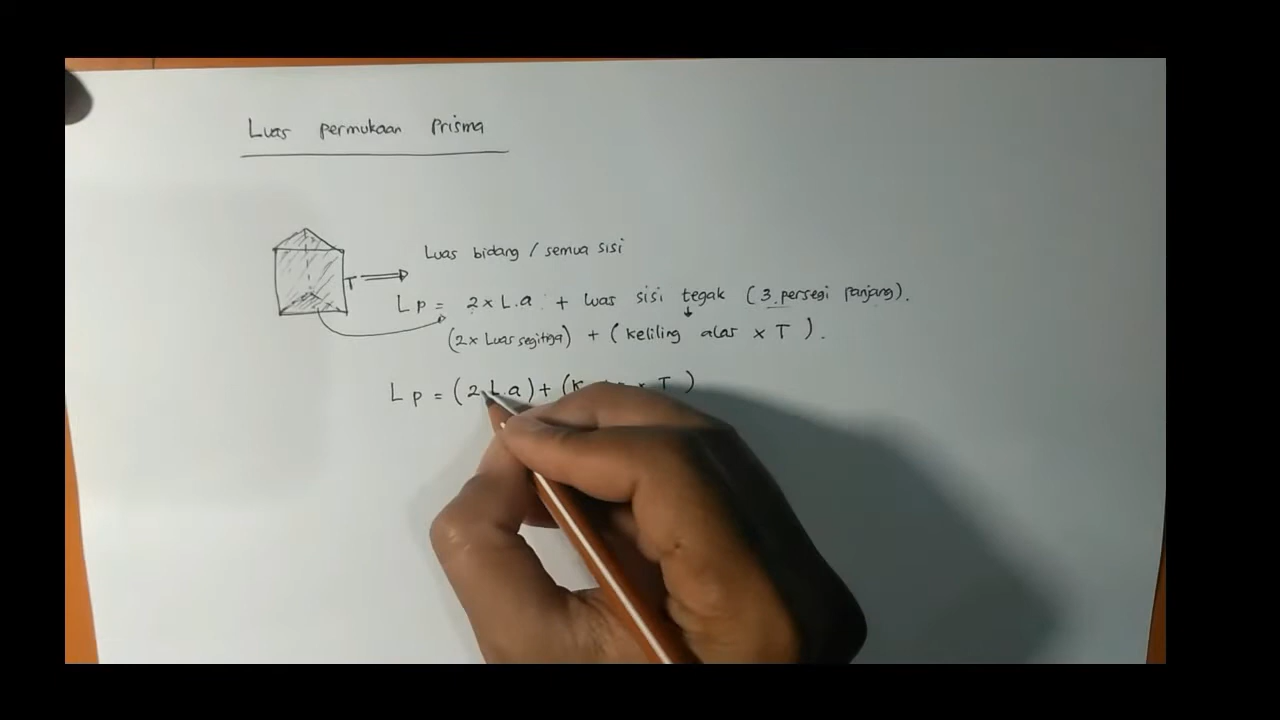 Luas permukaan Prisma
Luas bidang / semua sisi
T
Lp = 2 x L.a + luas sisi tegak (3 persegi panjang).
(2 x Luas segitiga) + (keliling alas x T).
Lp = (2 L.a) + (K x T)